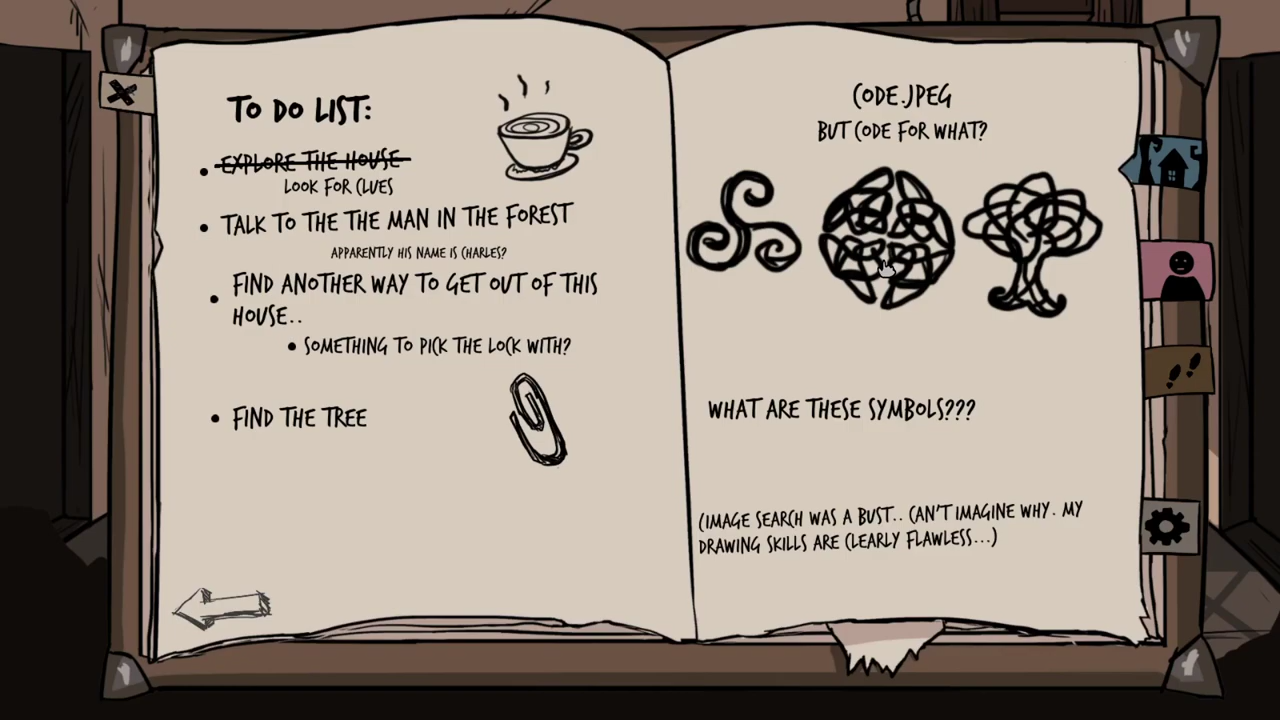 TO DO LIST:
EXPLORE THE HOUSE
LOOK FOR CLUES
TALK TO THE THE MAN IN THE FOREST
APPARENTLY HIS NAME IS CHARLES?
FIND ANOTHER WAY TO GET OUT OF THIS
HOUSE..
SOMETHING TO PICK THE LOCK WITH?
FIND THE TREE
CODE.JPEG
BUT CODE FOR WHAT?
WHAT ARE THESE SYMBOLS???
(IMAGE SEARCH WAS A BUST.. CAN'T IMAGINE WHY. MY
DRAWING SKILLS ARE CLEARLY FLAWLESS...)